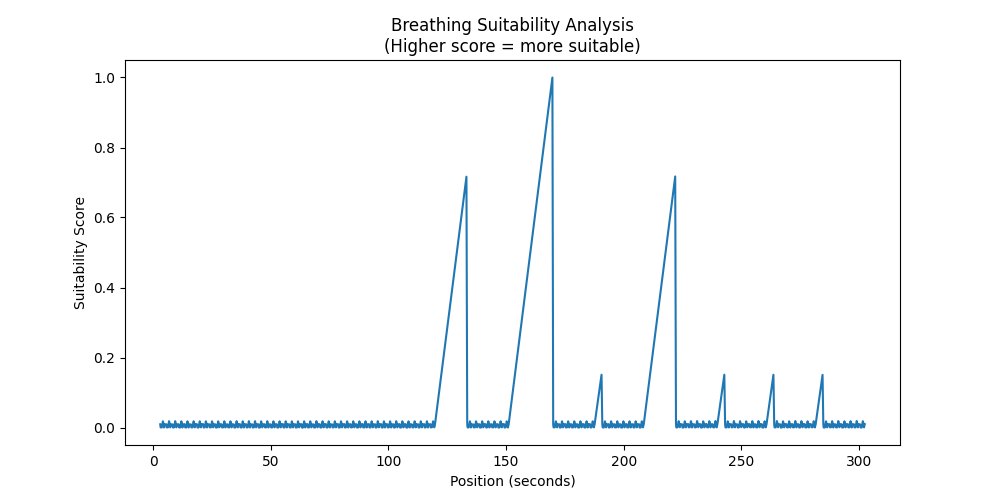 Breathing Suitability Analysis
(Higher score = more suitable)
Suitability Score
1.0
0.8
0.6
0.4
0.2
0.0
0 50 100 150 200 250 300
Position (seconds)